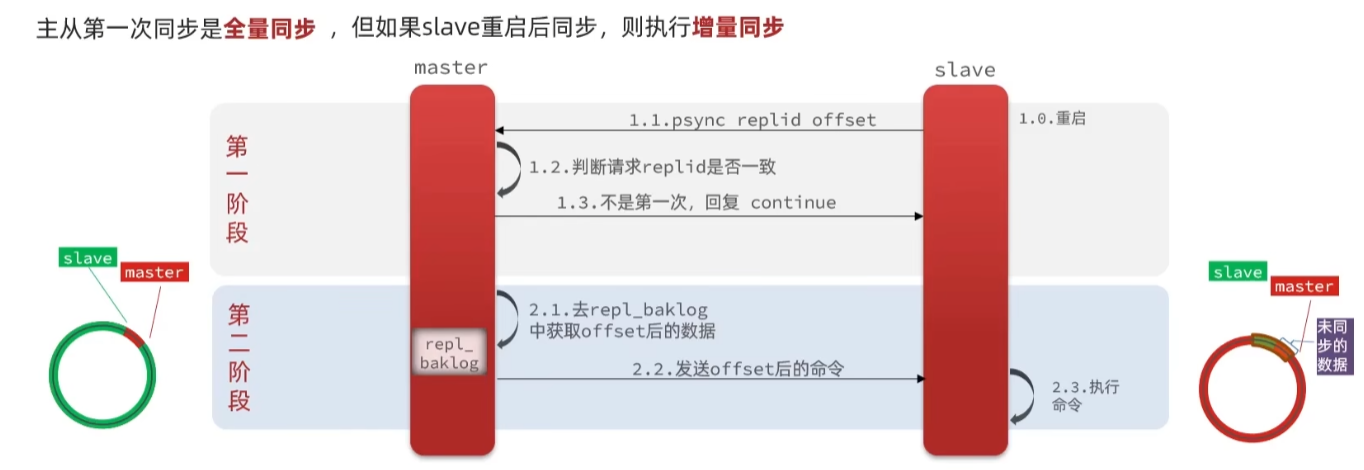 主从第一次同步是全量同步 ，但如果slave重启后同步，则执行增量同步
master
slave
第一阶段
1.0.重启
1.1.psync replid offset
1.2.判断请求replid是否一致
1.3.不是第一次，回复 continue
slave
master
第二阶段
2.1.去repl_baklog
中获取offset后的数据
repl_
baklog
2.2.发送offset后的命令
2.3.执行
命令
slave
master
未同
步的
数据